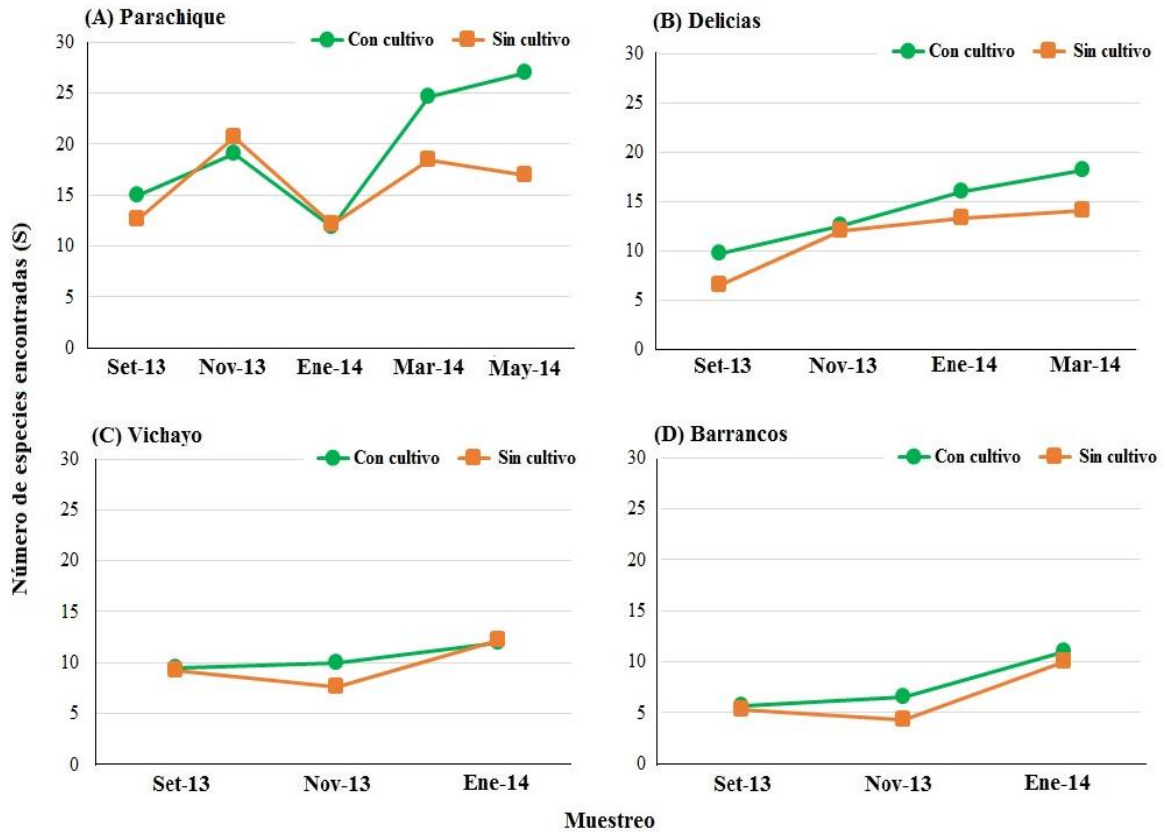 (A) Parachique
Con cultivo
Sin cultivo
30
25
20
15
10
5
0
Set-13
Nov-13
Ene-14
Mar-14
May-14
(B) Delicias
Con cultivo
Sin cultivo
30
25
20
15
10
5
0
Set-13
Nov-13
Ene-14
Mar-14
Número de especies encontradas (S)
(C) Vichayo
Con cultivo
Sin cultivo
30
25
20
15
10
5
0
Set-13
Nov-13
Ene-14
(D) Barrancos
Con cultivo
Sin cultivo
30
25
20
15
10
5
0
Set-13
Nov-13
Ene-14
Muestreo